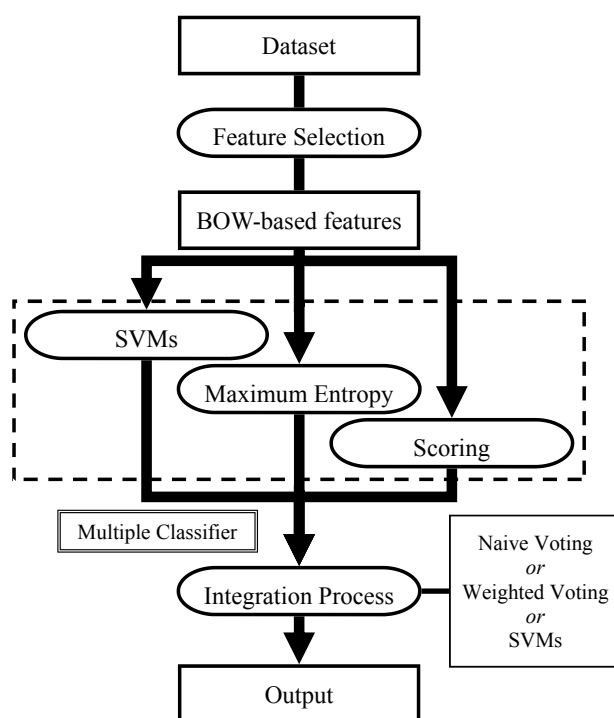 Dataset
Feature Selection
BOW-based features
SVMs
Maximum Entropy
Scoring
Multiple Classifier
Integration Process
Naive Voting
or
Weighted Voting
or
SVMs
Output